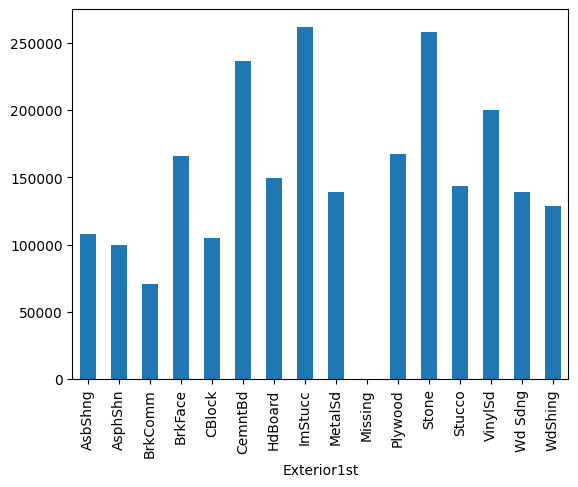 250000
200000
150000
100000
50000
0
AsbShng
AsphShn
BrkComm
BrkFace
CBlock
CemntBd
HdBoard
ImStucc
MetalSd
Missing
Plywood
Stone
Stucco
VinylSd
Wd Sdng
WdShing
Exterior1st